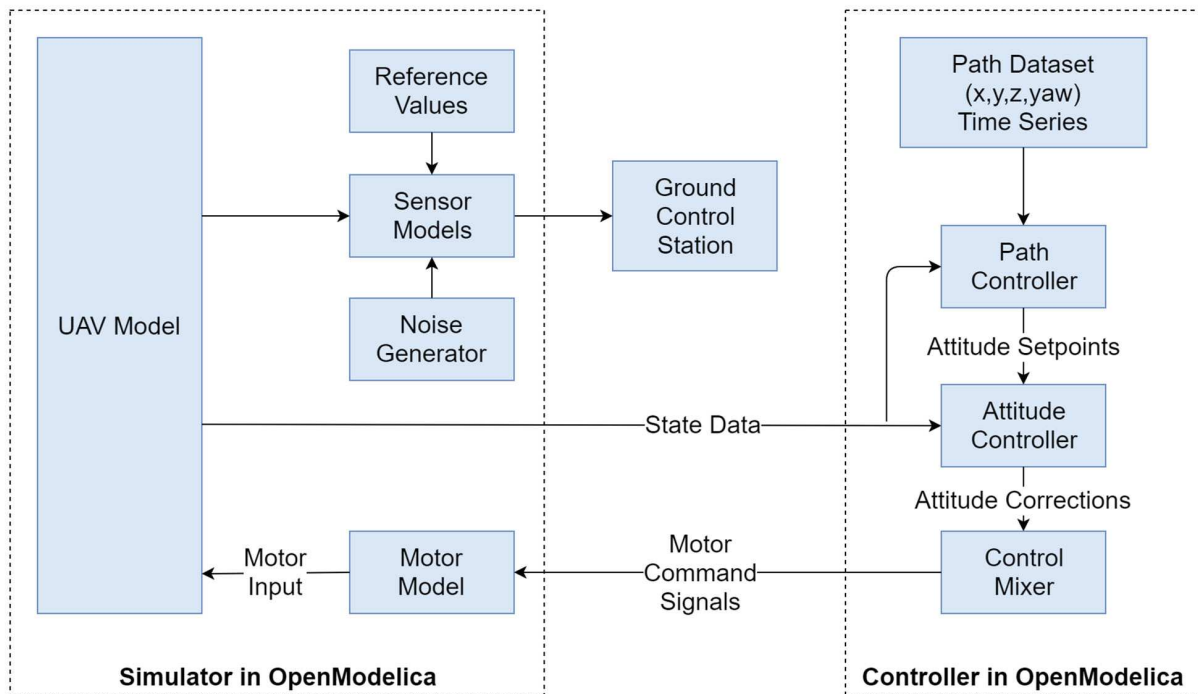 UAV Model
Reference
Values
Sensor
Models
Noise
Generator
Ground
Control
Station
State Data
Motor
Input
Motor
Model
Motor
Command
Signals
Simulator in OpenModelica
Path Dataset
(x,y,z,yaw)
Time Series
Path
Controller
Attitude Setpoints
Attitude
Controller
Attitude Corrections
Control
Mixer
Controller in OpenModelica